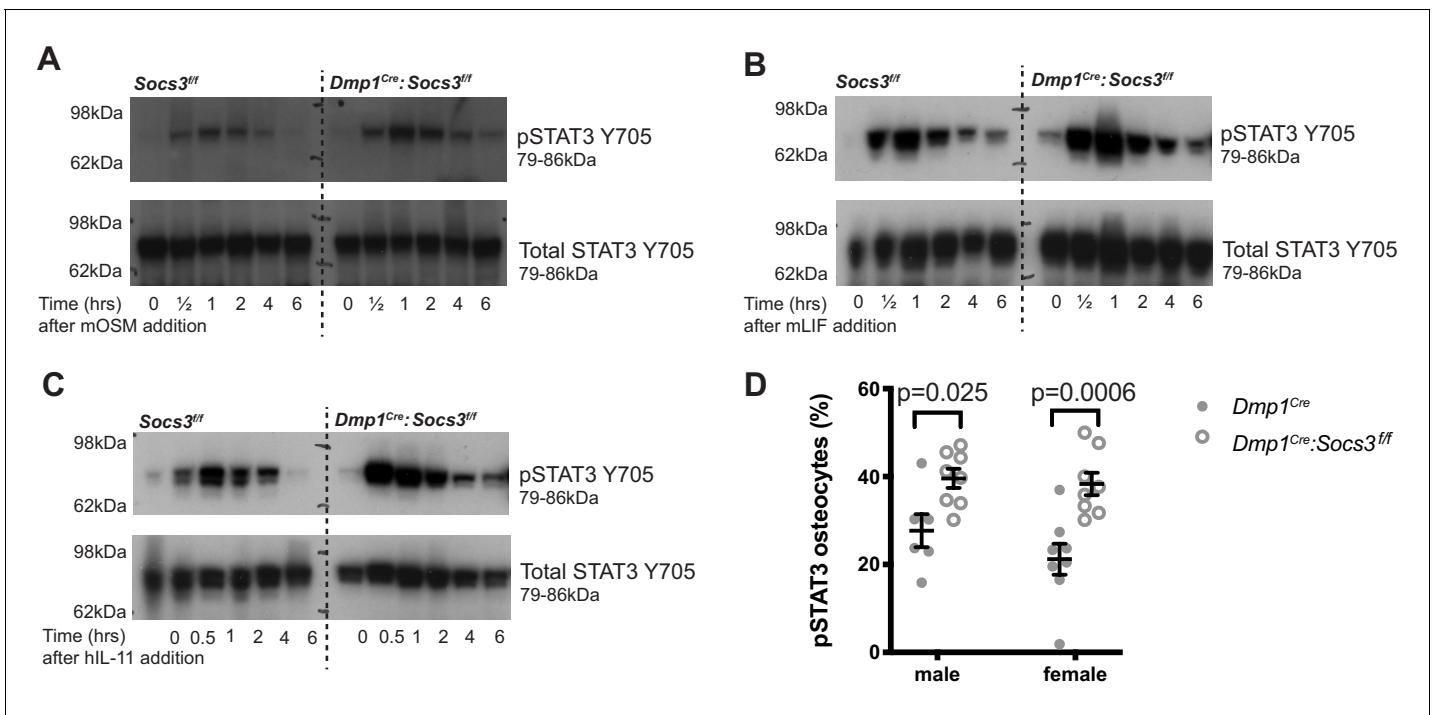 A
Socs3f/f
Dmp1Cre: Socs3f/f
98kDa
62kDa
pSTAT3 Y705
79-86kDa
98kDa
62kDa
Total STAT3 Y705
79-86kDa
Time (hrs) 0 ½ 1 2 4 6 0 ½ 1 2 4 6
after mOSM addition
B
Socs3f/f
Dmp1Cre: Socs3f/f
98kDa
62kDa
pSTAT3 Y705
79-86kDa
98kDa
62kDa
Total STAT3 Y705
79-86kDa
Time (hrs) 0 ½ 1 2 4 6 0 ½ 1 2 4 6
after mLIF addition
C
Socs3f/f
Dmp1Cre: Socs3f/f
98kDa
62kDa
pSTAT3 Y705
79-86kDa
98kDa
62kDa
Total STAT3 Y705
79-86kDa
Time (hrs) 0 0.5 1 2 4 6 0 0.5 1 2 4 6
after hIL-11 addition
D
pSTAT3 osteocytes (%)
60
40
20
0
p=0.025
p=0.0006
male
female
Dmp1Cre
Dmp1Cre:Socs3 f/f